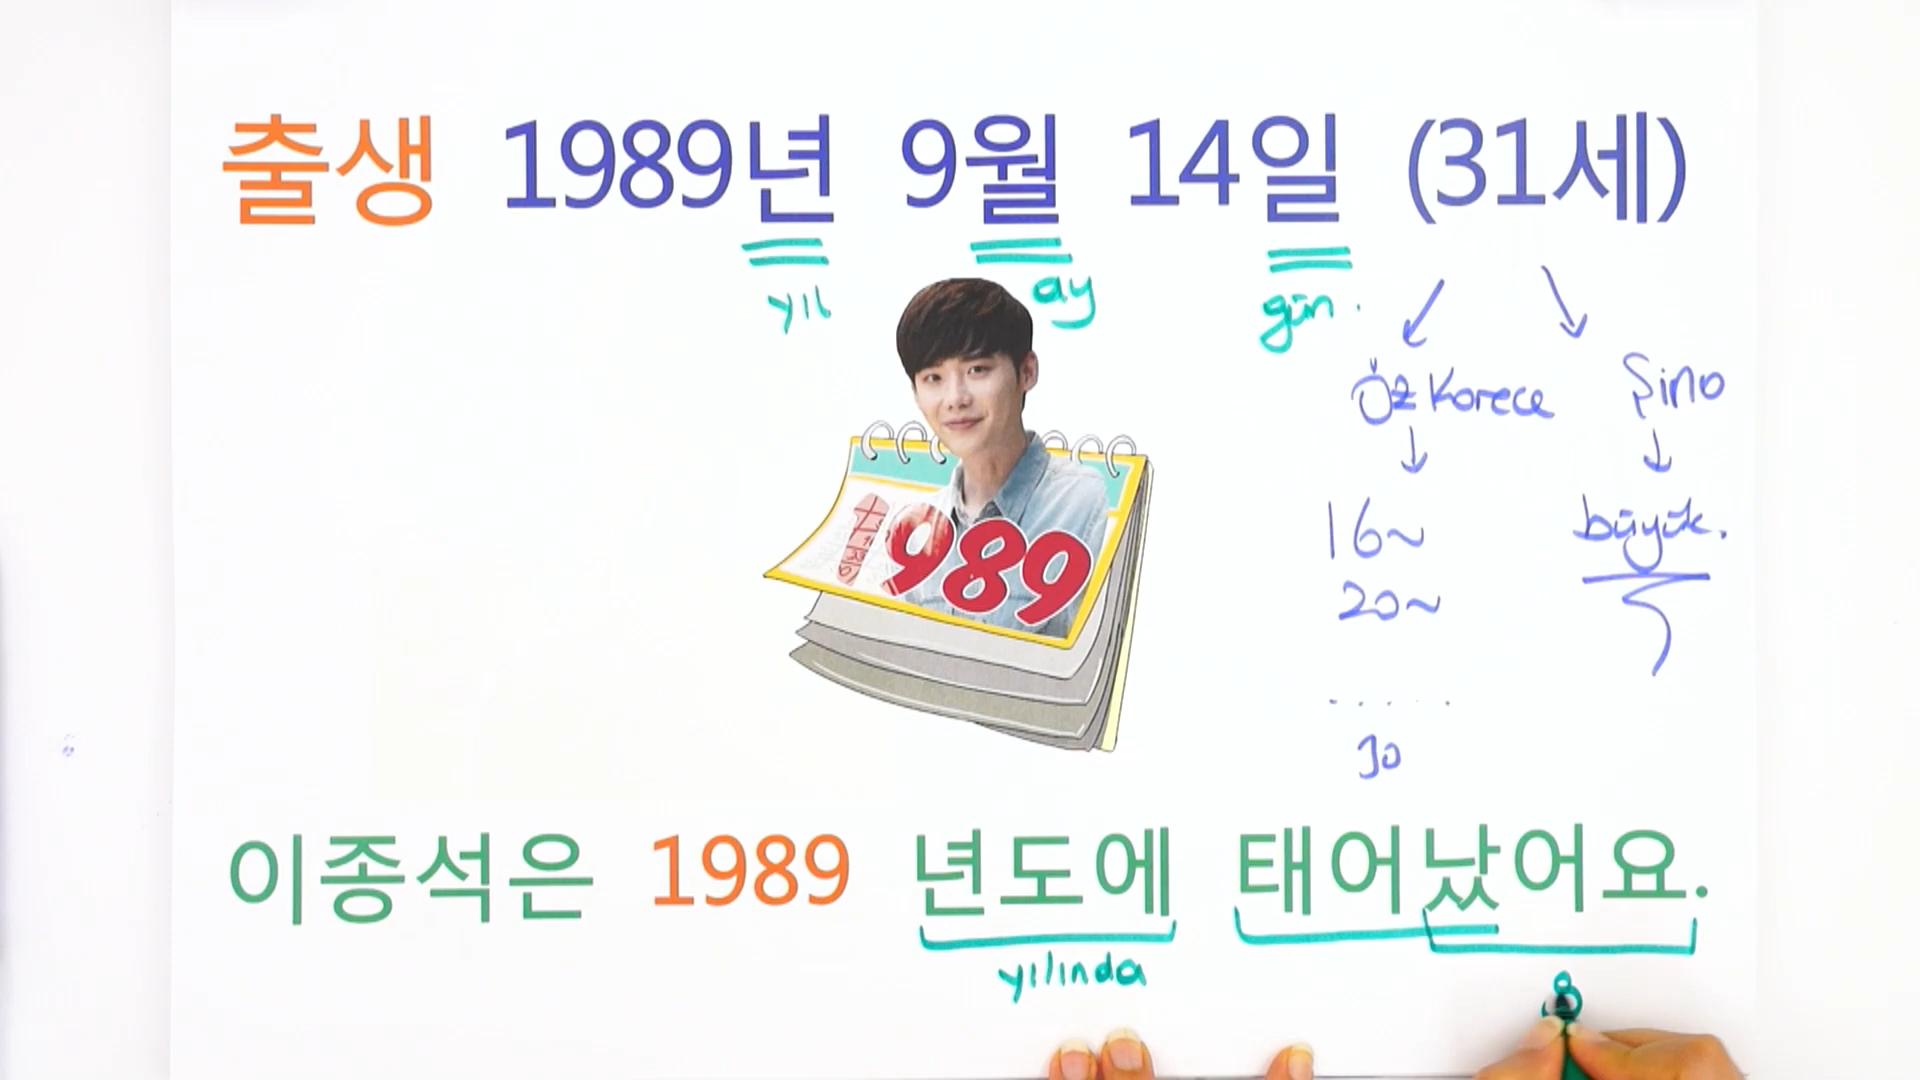 출생 1989년 9월 14일 (31세)
yıl ay gün.
Öz Korece Şino
16~ büyük.
20~
.....
30
1989
이종석은 1989 년도에 태어났어요.
yılında